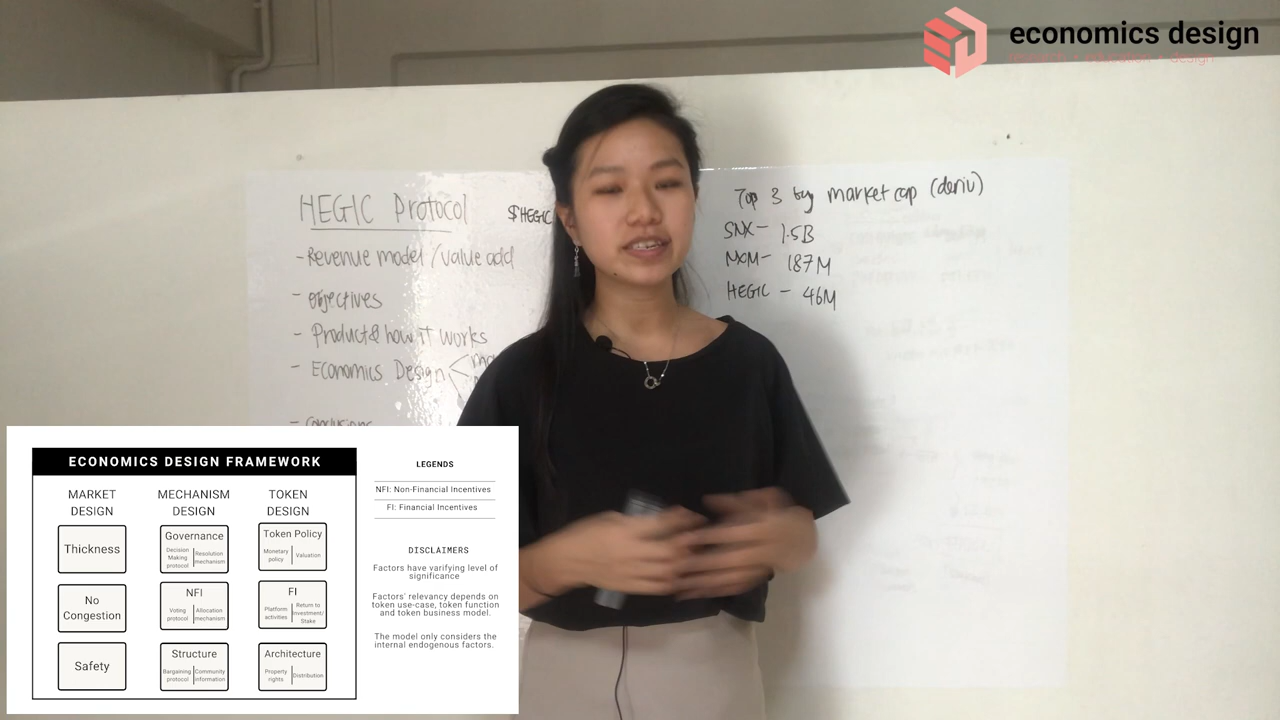 economics design
HEGIC Protocol
$HEGIC
- Revenue model / value add
- objectives
- Product & how it works
- Economics Design
Top 3 by market cap (deriv)
SNX - 1.5B
NXM - 187M
HEGIC - 46M
ECONOMICS DESIGN FRAMEWORK
MARKET DESIGN
Thickness
No Congestion
Safety
MECHANISM DESIGN
Governance
Decision Making protocol
Resolution mechanism
NFI
Voting protocol
Allocation mechanism
Structure
Bargaining protocol
Community information
TOKEN DESIGN
Token Policy
Monetary policy
Valuation
FI
Platform activities
Return to Investment/ Stake
Architecture
Property rights
Distribution
LEGENDS
NFI: Non-Financial Incentives
FI: Financial Incentives
DISCLAIMERS
Factors have varifying level of
significance
Factors' relevancy depends on
token use-case, token function
and token business model.
The model only considers the
internal endogenous factors.